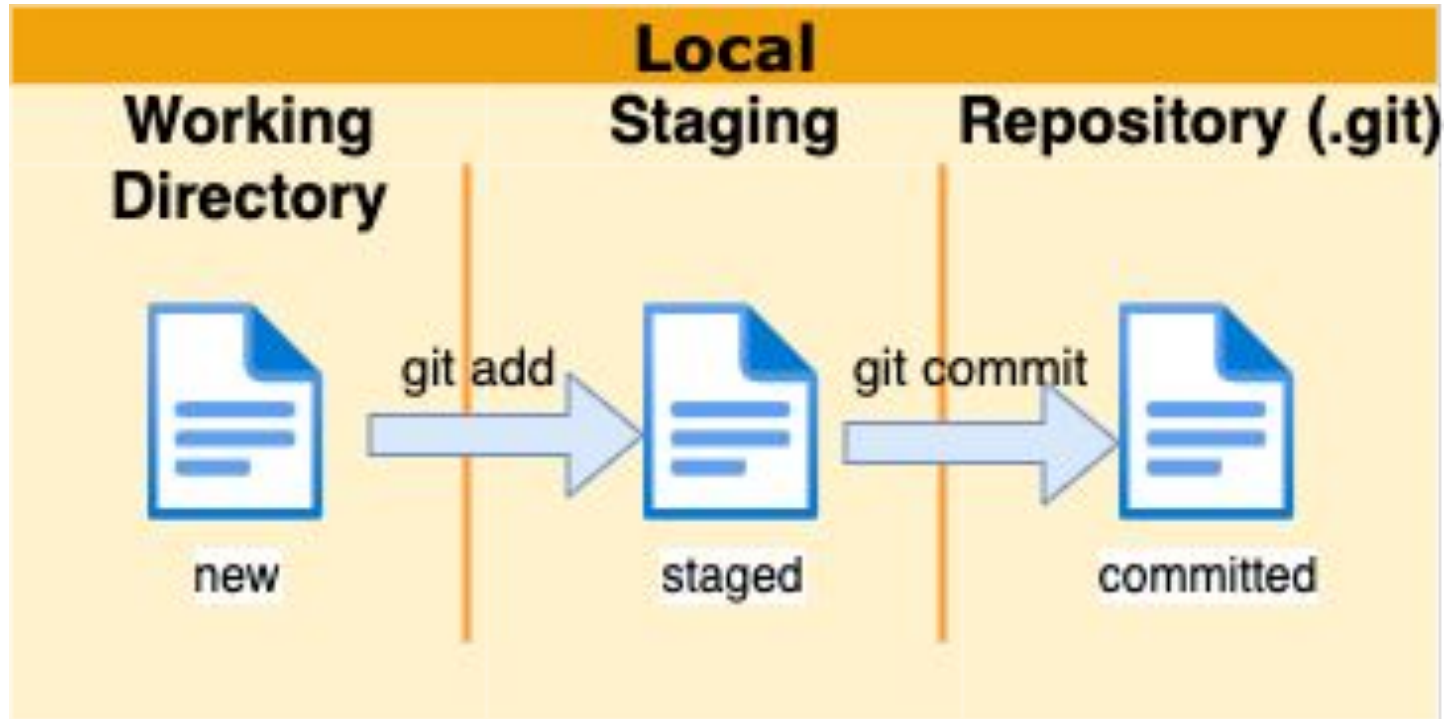 Local
Working
Directory
Staging
Repository (.git)
git add
git commit
new
staged
committed